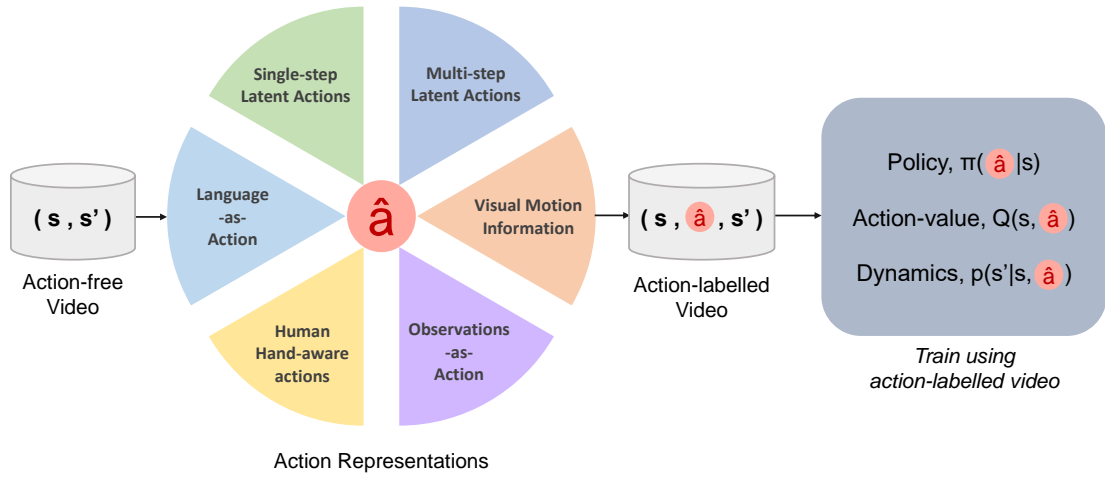 ( s , s’ )
Action-free
Video
Single-step
Latent Actions
Multi-step
Latent Actions
Language
-as-
Action
â
Visual Motion
Information
Human
Hand-aware
actions
Observations
-as-
Action
Action Representations
( s , â , s’ )
Action-labelled
Video
Policy, π( â |s)
Action-value, Q(s, â )
Dynamics, p(s’|s, â )
Train using
action-labelled video